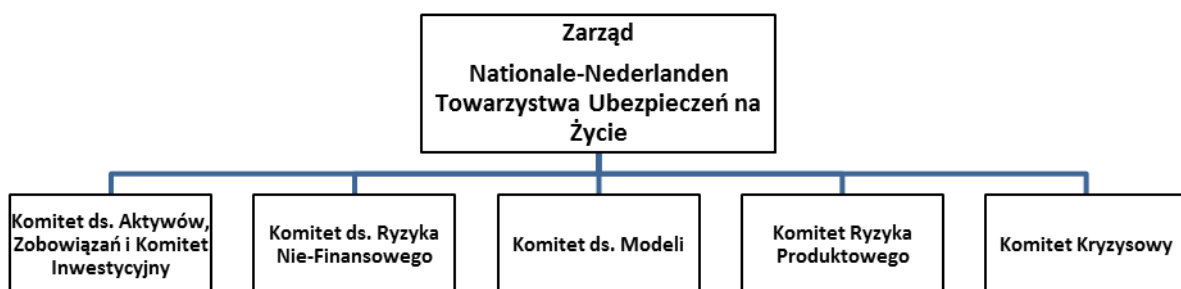 Zarząd
Nationale-Nederlanden
Towarzystwa Ubezpieczeń na
Życie
Komitet ds. Aktywów,
Zobowiązań i Komitet
Inwestycyjny
Komitet ds. Ryzyka
Nie-Finansowego
Komitet ds. Modeli
Komitet Ryzyka
Produktowego
Komitet Kryzysowy